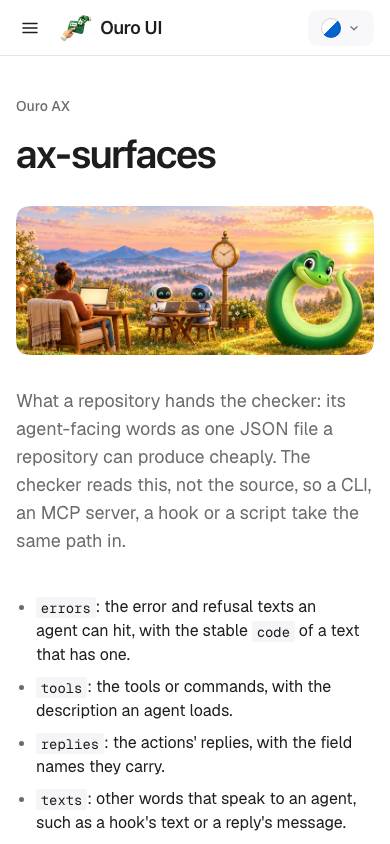 Ouro UI
Ouro AX
ax-surfaces
What a repository hands the checker: its
agent-facing words as one JSON file a
repository can produce cheaply. The
checker reads this, not the source, so a CLI,
an MCP server, a hook or a script take the
same path in.
errors: the error and refusal texts an
agent can hit, with the stable code of a text
that has one.
tools: the tools or commands, with the
description an agent loads.
replies: the actions' replies, with the field
names they carry.
texts: other words that speak to an agent,
such as a hook's text or a reply's message.